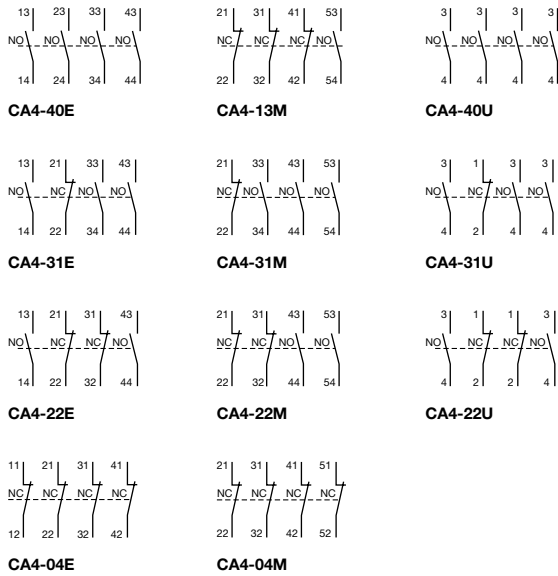 13 23 33 43
NO NO NO NO
14 24 34 44
CA4-40E
21 31 41 53
NC NC NC NO
22 32 42 54
CA4-13M
3 3 3 3
NO NO NO NO
4 4 4 4
CA4-40U
13 21 33 43
NO NC NO NO
14 22 34 44
CA4-31E
21 33 43 53
NC NO NO NO
22 34 44 54
CA4-31M
3 1 3 3
NO NC NO NO
4 2 4 4
CA4-31U
13 21 31 43
NO NC NC NO
14 22 32 44
CA4-22E
21 31 43 53
NC NC NO NO
22 32 44 54
CA4-22M
3 1 1 3
NO NC NC NO
4 2 2 4
CA4-22U
11 21 31 41
NC NC NC NC
12 22 32 42
CA4-04E
21 31 41 51
NC NC NC NC
22 32 42 52
CA4-04M